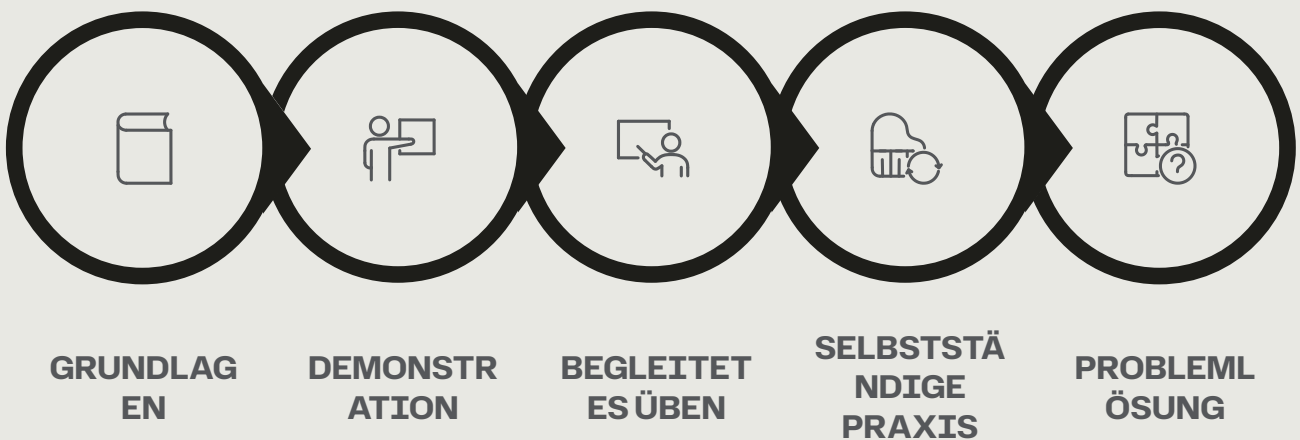 GRUNDLAG
EN
DEMONSTR
ATION
BEGLEITET
ES ÜBEN
SELBSTSTÄ
NDIGE
PRAXIS
PROBLEML
ÖSUNG
?